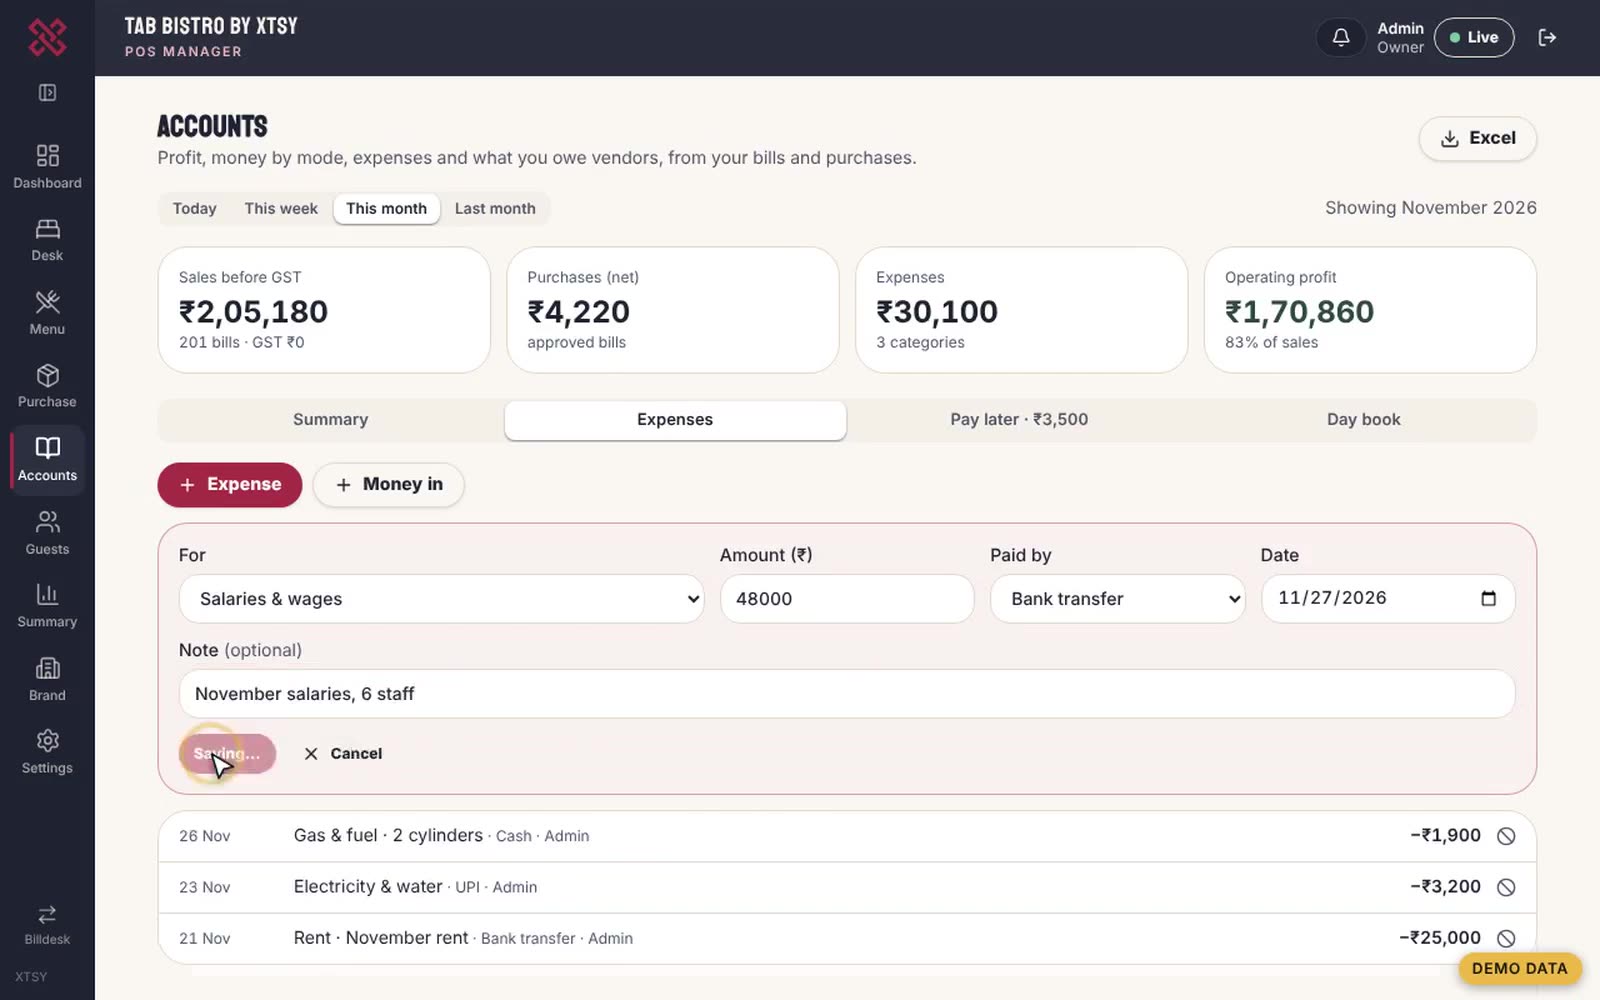 TAB BISTRO BY XTSY
POS MANAGER
Admin
Owner
Live
Dashboard
Desk
Menu
Purchase
Accounts
Guests
Summary
Brand
Settings
Billdesk
XTSY
ACCOUNTS
Profit, money by mode, expenses and what you owe vendors, from your bills and purchases.
Excel
Today This week This month Last month
Showing November 2026
Sales before GST
₹2,05,180
201 bills · GST ₹0
Purchases (net)
₹4,220
approved bills
Expenses
₹30,100
3 categories
Operating profit
₹1,70,860
83% of sales
Summary Expenses Pay later · ₹3,500 Day book
+ Expense + Money in
For
Salaries & wages
Amount (₹)
48000
Paid by
Bank transfer
Date
11/27/2026
Note (optional)
November salaries, 6 staff
Saving... Cancel
26 Nov Gas & fuel · 2 cylinders · Cash · Admin −₹1,900
23 Nov Electricity & water · UPI · Admin −₹3,200
21 Nov Rent · November rent · Bank transfer · Admin −₹25,000
DEMO DATA